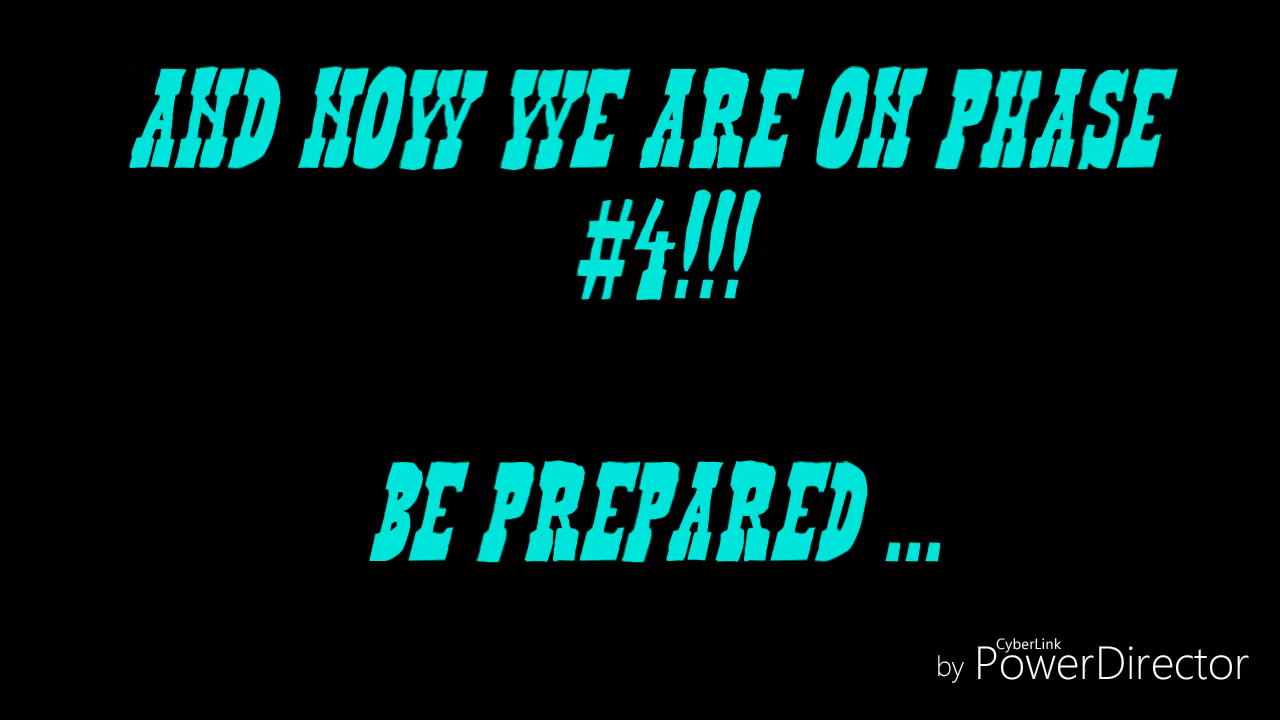 AND NOW WE ARE ON PHASE
#4!!!
BE PREPARED ...
CyberLink
by PowerDirector